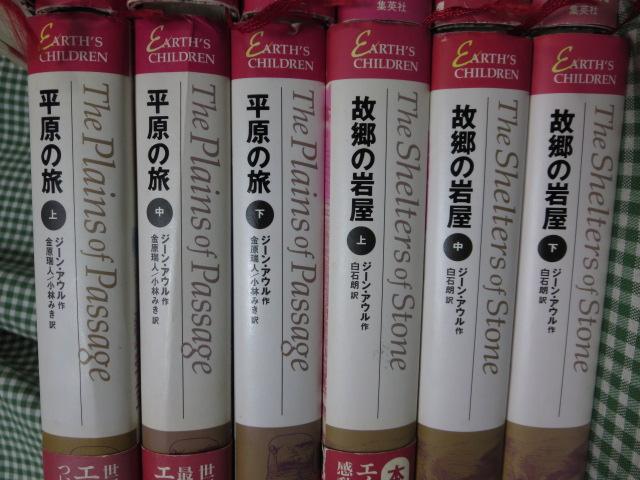 EARTH'S
CHILDREN
平原の旅
上
The Plains of Passage
ジーン・アウル 作
金原瑞人/小林みき 訳
EARTH'S
CHILDREN
平原の旅
中
The Plains of Passage
ジーン・アウル 作
金原瑞人/小林みき 訳
EARTH'S
CHILDREN
平原の旅
下
The Plains of Passage
ジーン・アウル 作
金原瑞人/小林みき 訳
集英社
EARTH'S
CHILDREN
故郷の岩屋
上
The Shelters of Stone
ジーン・アウル 作
白石朗 訳
EARTH'S
CHILDREN
故郷の岩屋
中
The Shelters of Stone
ジーン・アウル 作
白石朗 訳
集英社
EARTH'S
CHILDREN
故郷の岩屋
下
The Shelters of Stone
ジーン・アウル 作
白石朗 訳